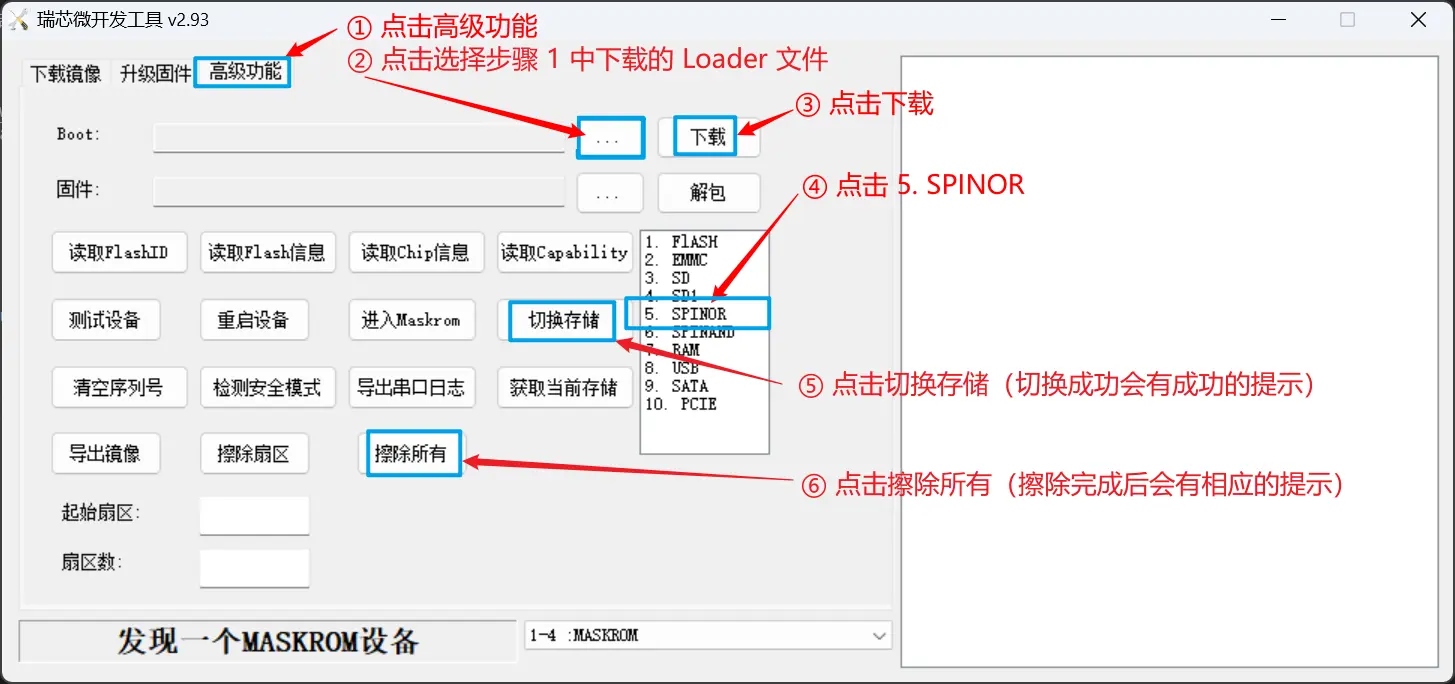 瑞芯微开发工具 v2.93
① 点击高级功能
② 点击选择步骤 1 中下载的 Loader 文件
下载镜像 升级固件 高级功能
③ 点击下载
Boot: ... 下载
④ 点击 5. SPINOR
固件: ... 解包
读取FlashID 读取Flash信息 读取Chip信息 读取Capability
测试设备 重启设备 进入Maskrom 切换存储
清空序列号 检测安全模式 导出串口日志 获取当前存储
导出镜像 擦除扇区 擦除所有
1. FlASH
2. EMMC
3. SD
4. SD1
5. SPINOR
6. SPINAND
7. RAM
8. USB
9. SATA
10. PCIE
⑤ 点击切换存储（切换成功会有成功的提示）
⑥ 点击擦除所有（擦除完成后会有相应的提示）
起始扇区:
扇区数:
发现一个MASKROM设备 1-4 :MASKROM